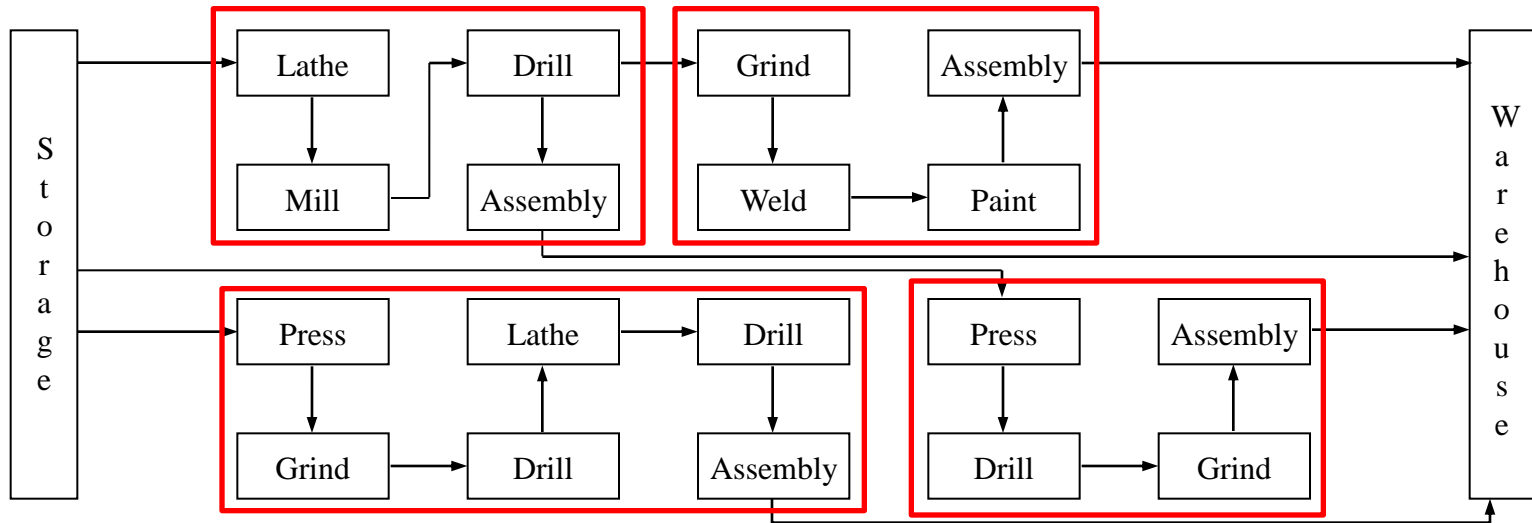 Storage
Lathe
Drill
Grind
Assembly
Mill
Assembly
Weld
Paint
Press
Lathe
Drill
Press
Assembly
Grind
Drill
Assembly
Drill
Grind
Warehouse